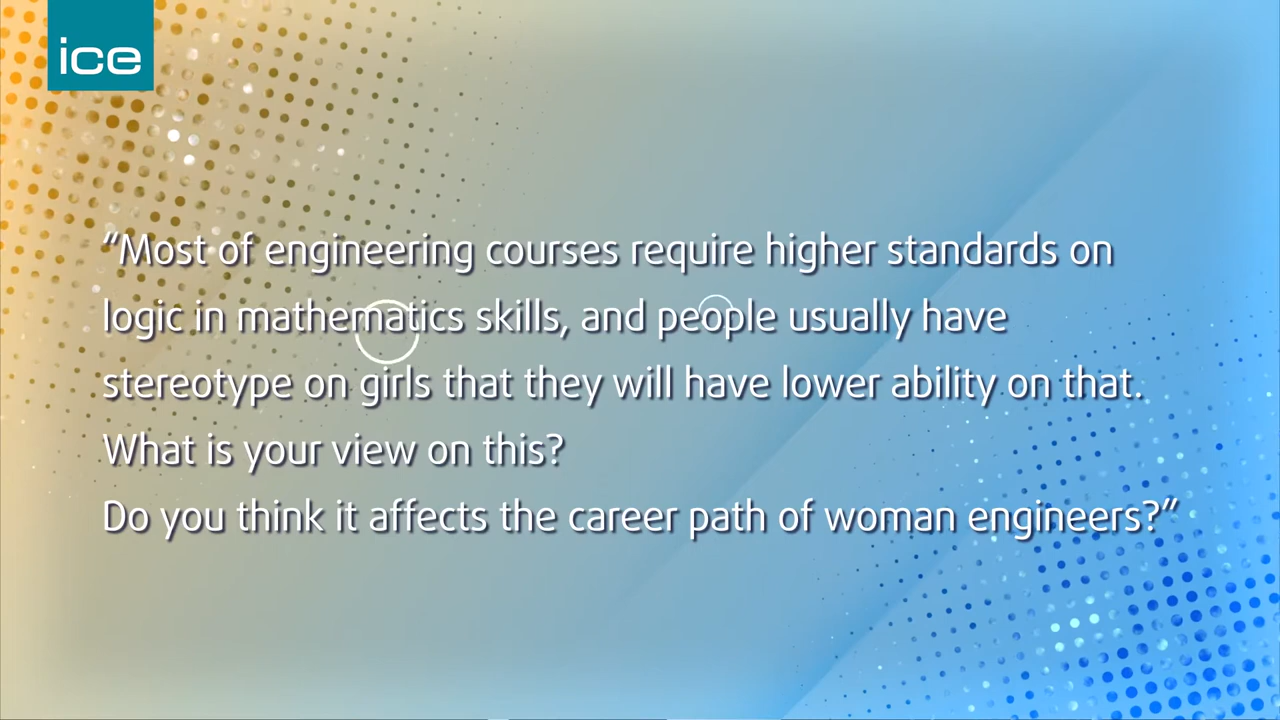 ice
“Most of engineering courses require higher standards on
logic in mathematics skills, and people usually have
stereotype on girls that they will have lower ability on that.
What is your view on this?
Do you think it affects the career path of woman engineers?”